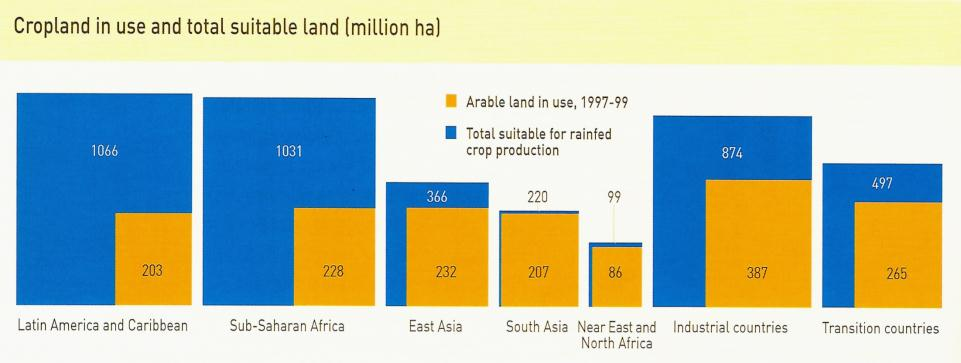 Cropland in use and total suitable land (million ha)
Arable land in use, 1997-99
Total suitable for rainfed
crop production
1066
203
1031
228
366
232
220
207
99
86
874
387
497
265
Latin America and Caribbean
Sub-Saharan Africa
East Asia
South Asia
Near East and
North Africa
Industrial countries
Transition countries